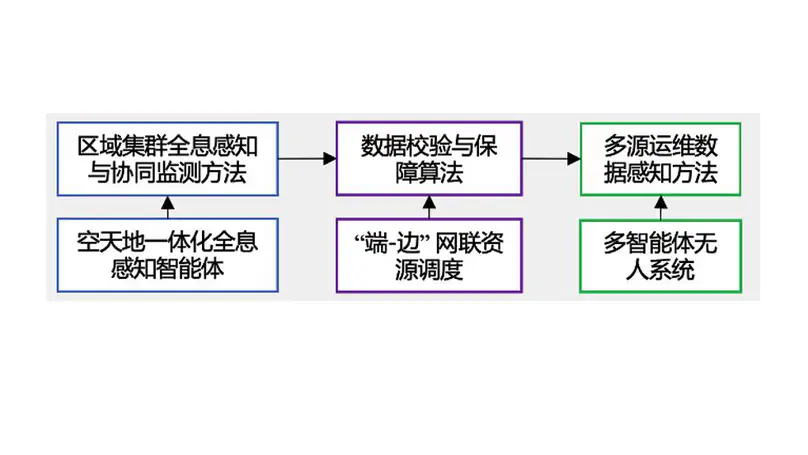 区域集群全息感知
与协同监测方法
数据校验与保
障算法
多源运维数
据感知方法
空天地一体化全息
感知智能体
“端-边” 网联资
源调度
多智能体无
人系统